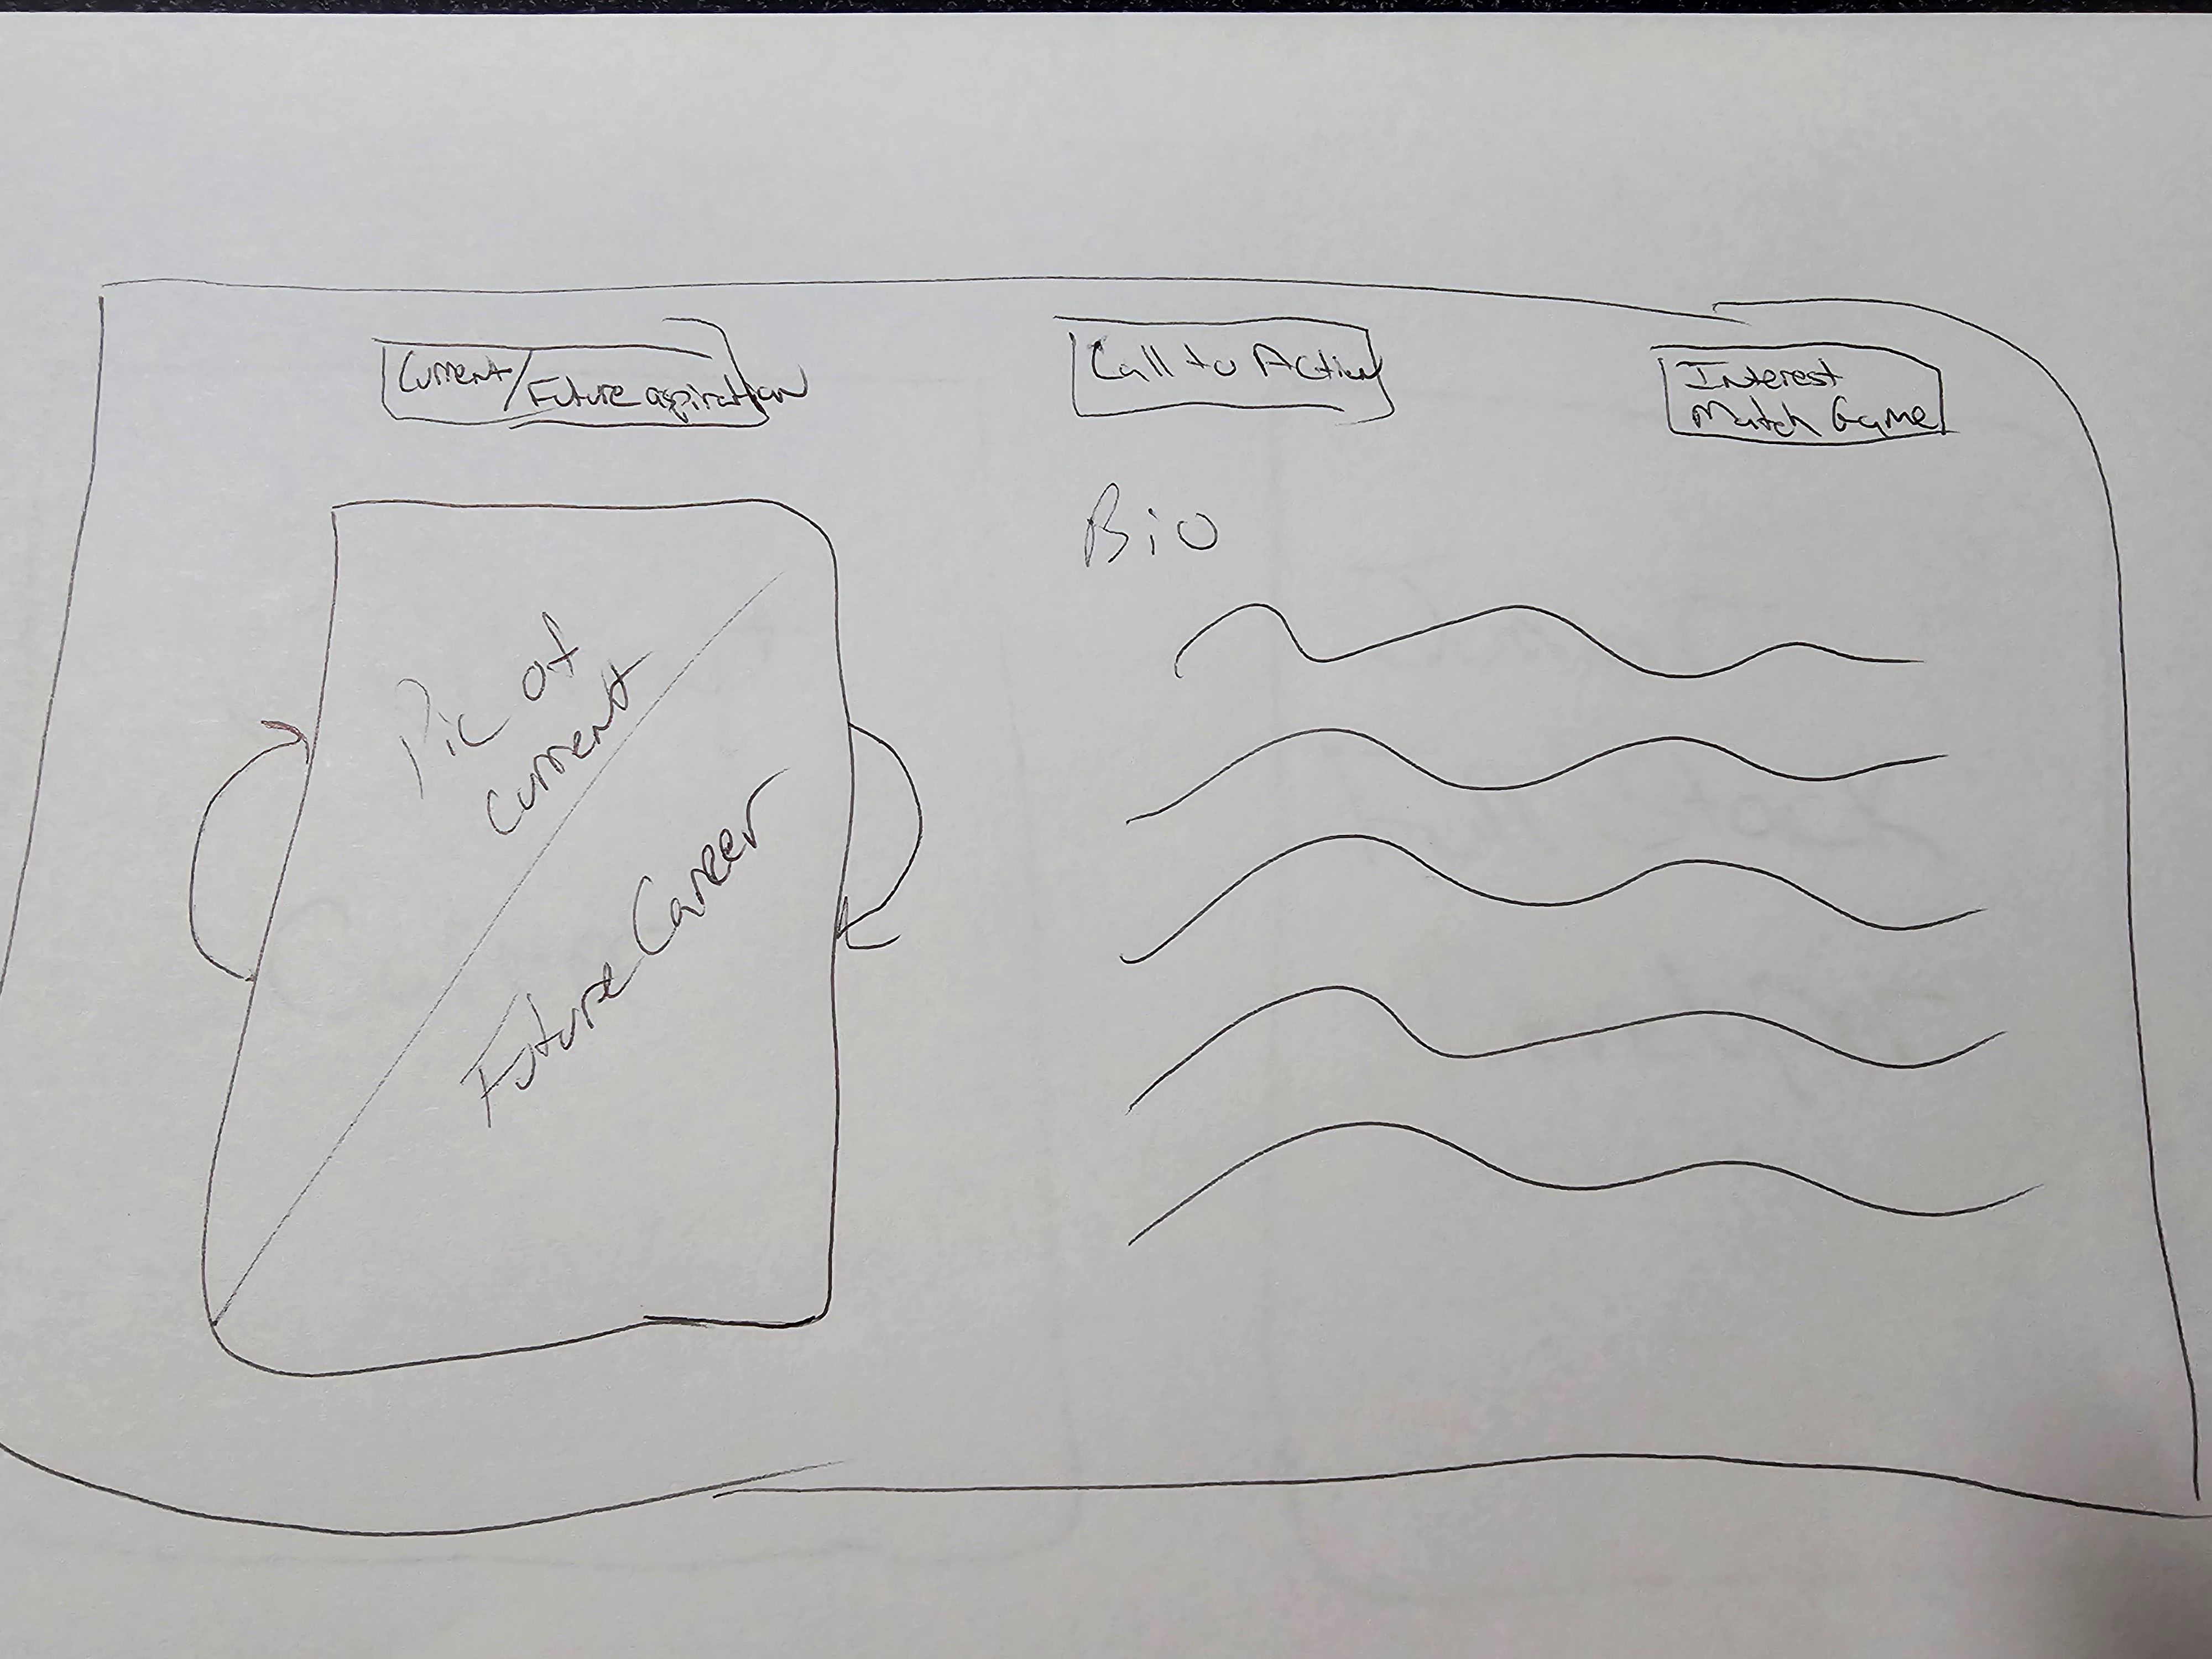 Current/Future aspiration
Call to Action
Interest
Match Game
Bio
Pic of
current
Future Career